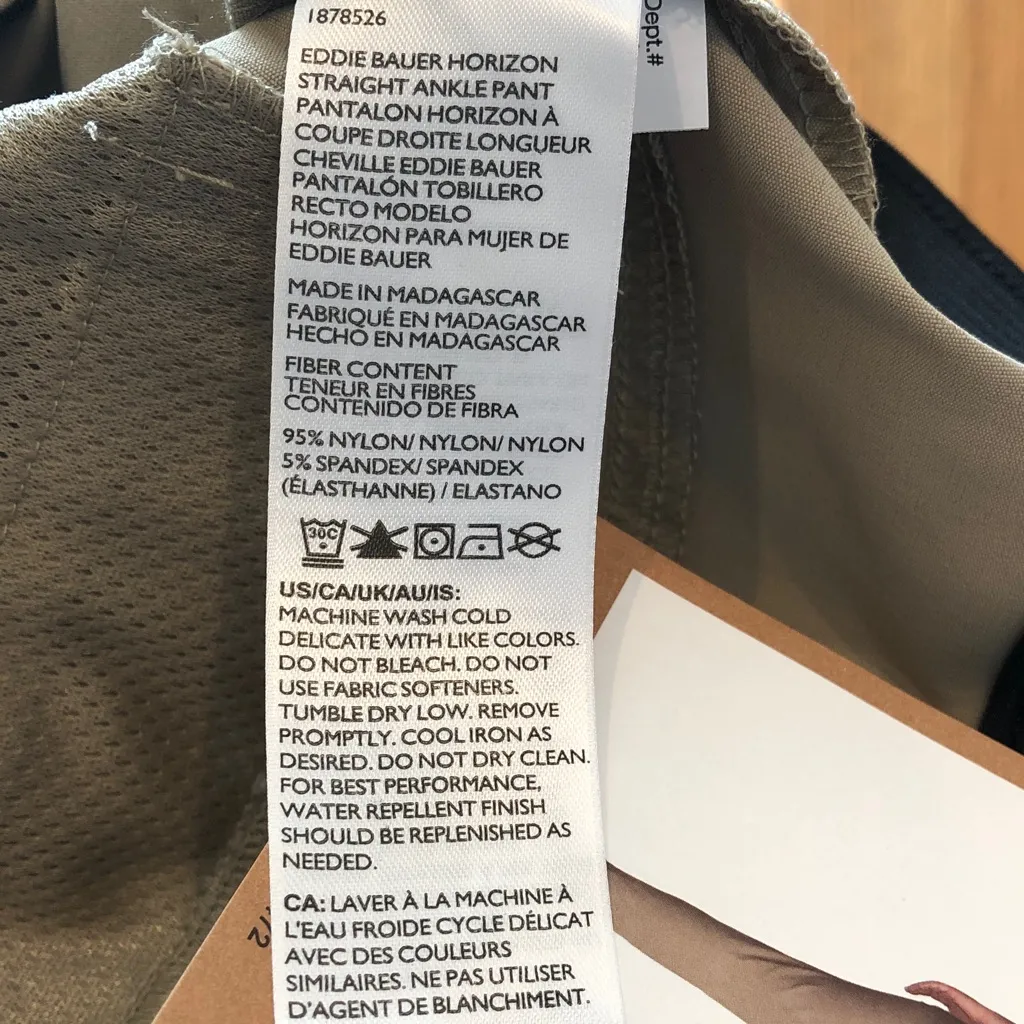 1878526
Dept.#
EDDIE BAUER HORIZON
STRAIGHT ANKLE PANT
PANTALON HORIZON À
COUPE DROITE LONGUEUR
CHEVILLE EDDIE BAUER
PANTALÓN TOBILLERO
RECTO MODELO
HORIZON PARA MUJER DE
EDDIE BAUER
MADE IN MADAGASCAR
FABRIQUÉ EN MADAGASCAR
HECHO EN MADAGASCAR
FIBER CONTENT
TENEUR EN FIBRES
CONTENIDO DE FIBRA
95% NYLON/ NYLON/ NYLON
5% SPANDEX/ SPANDEX
(ÉLASTHANNE) / ELASTANO
30C
US/CA/UK/AU/IS:
MACHINE WASH COLD
DELICATE WITH LIKE COLORS.
DO NOT BLEACH. DO NOT
USE FABRIC SOFTENERS.
TUMBLE DRY LOW. REMOVE
PROMPTLY. COOL IRON AS
DESIRED. DO NOT DRY CLEAN.
FOR BEST PERFORMANCE,
WATER REPELLENT FINISH
SHOULD BE REPLENISHED AS
NEEDED.
CA: LAVER À LA MACHINE À
L'EAU FROIDE CYCLE DÉLICAT
AVEC DES COULEURS
SIMILAIRES. NE PAS UTILISER
D'AGENT DE BLANCHIMENT.